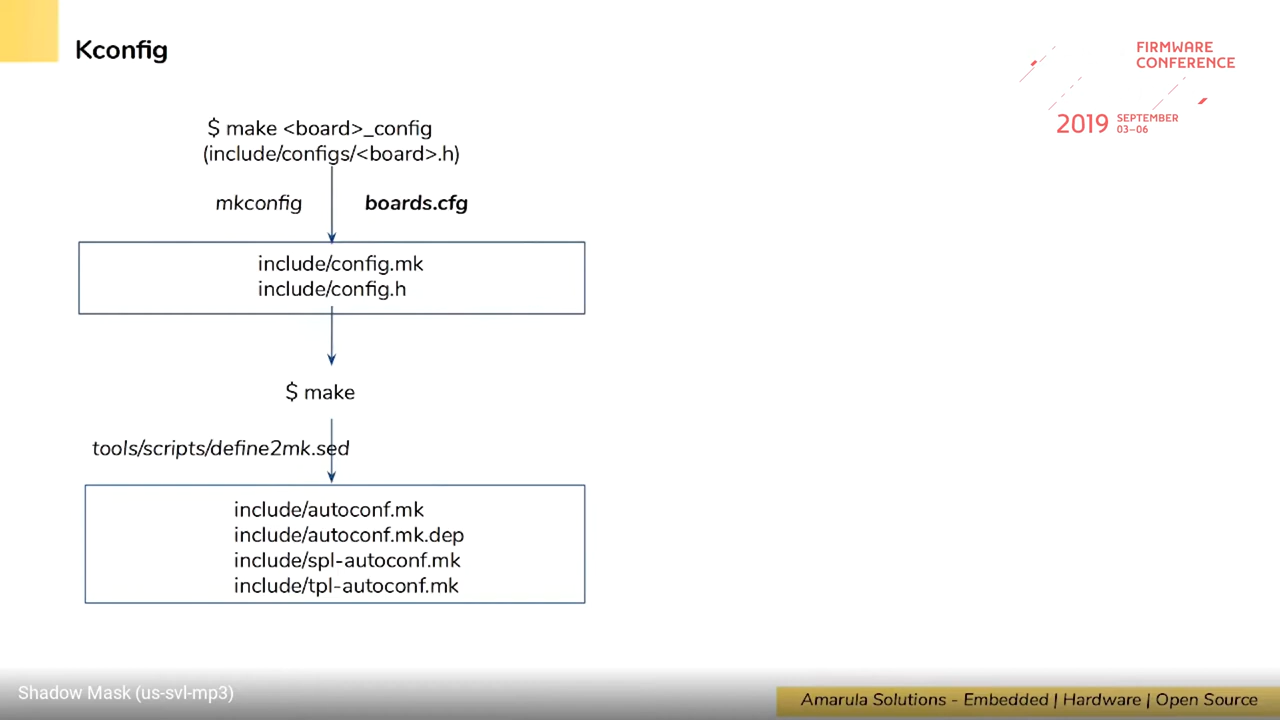 Kconfig
FIRMWARE
CONFERENCE
2019 SEPTEMBER
03–06
$ make <board>_config
(include/configs/<board>.h)
mkconfig boards.cfg
include/config.mk
include/config.h
$ make
tools/scripts/define2mk.sed
include/autoconf.mk
include/autoconf.mk.dep
include/spl-autoconf.mk
include/tpl-autoconf.mk
Shadow Mask (us-svl-mp3)
Amarula Solutions - Embedded | Hardware | Open Source